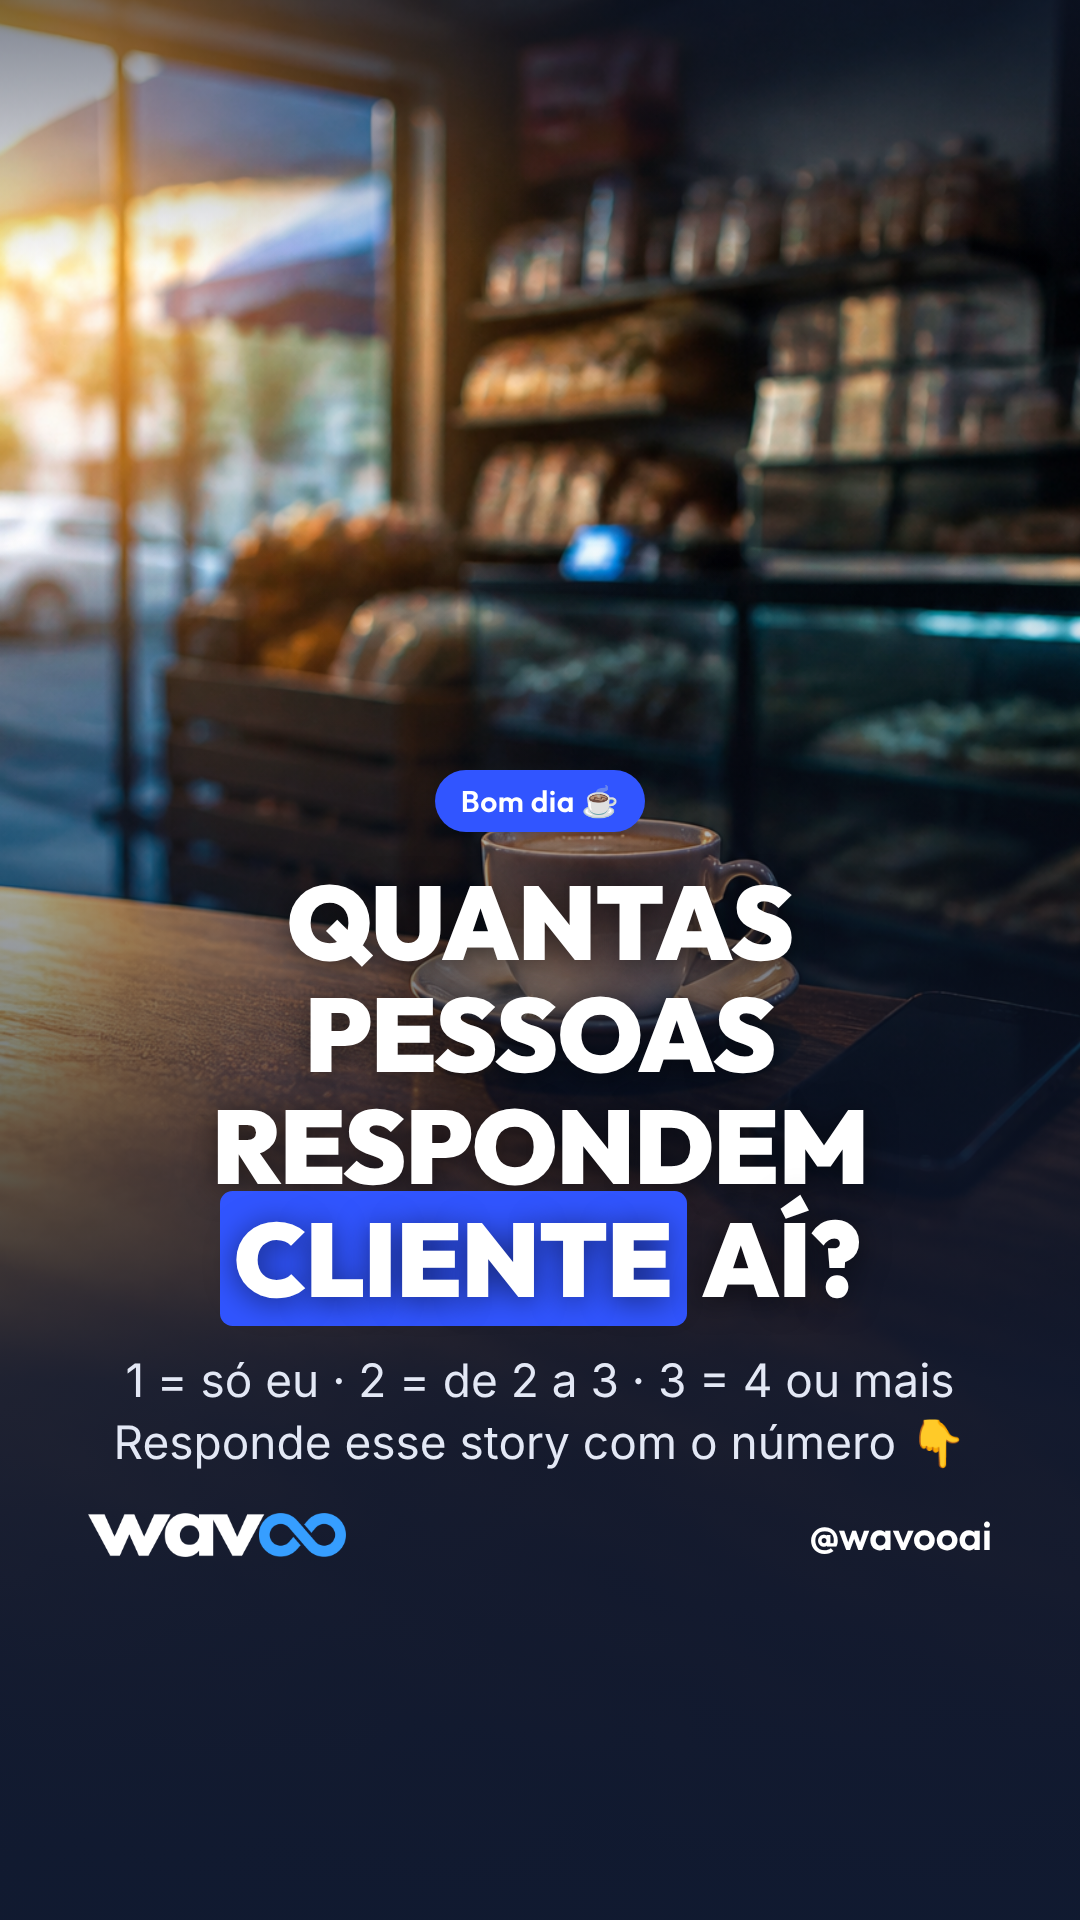 Bom dia ☕
QUANTAS
PESSOAS
RESPONDEM
CLIENTE AÍ?
1 = só eu · 2 = de 2 a 3 · 3 = 4 ou mais
Responde esse story com o número 👇
wavoo
@wavooai